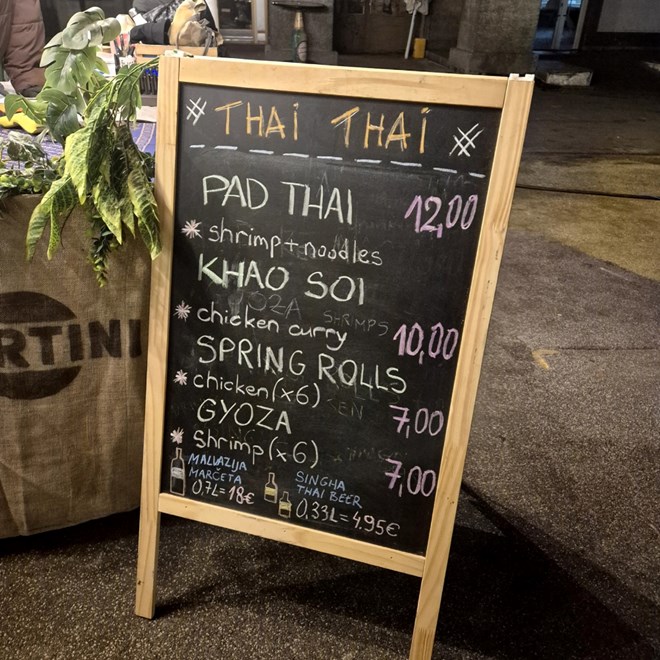 # THAI THAI #
PAD THAI 12,00
* shrimp + noodles
KHAO SOI
* chicken curry 10,00
SPRING ROLLS
* chicken (x6) 7,00
GYOZA
* shrimp (x6) 7,00
MALVAZIJA
MARČETA
0,7L = 18€
SINGHA
THAI BEER
0,33L = 4.95€
RTINI